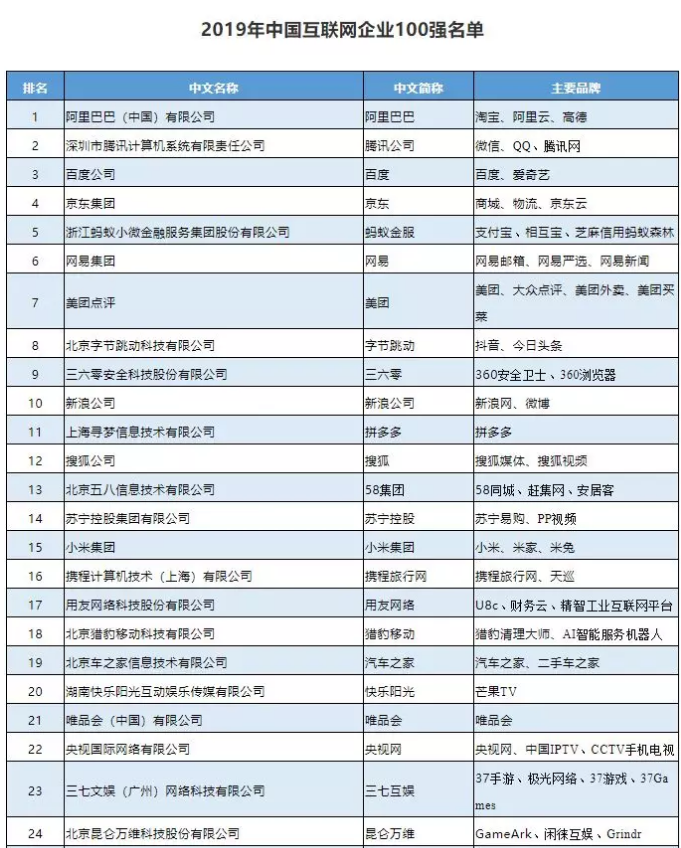 2019年中国互联网企业100强名单
排名 中文名称 中文简称 主要品牌
1 阿里巴巴（中国）有限公司 阿里巴巴 淘宝、阿里云、高德
2 深圳市腾讯计算机系统有限责任公司 腾讯公司 微信、QQ、腾讯网
3 百度公司 百度 百度、爱奇艺
4 京东集团 京东 商城、物流、京东云
5 浙江蚂蚁小微金融服务集团股份有限公司 蚂蚁金服 支付宝、相互宝、芝麻信用蚂蚁森林
6 网易集团 网易 网易邮箱、网易严选、网易新闻
7 美团点评 美团 美团、大众点评、美团外卖、美团买
菜
8 北京字节跳动科技有限公司 字节跳动 抖音、今日头条
9 三六零安全科技股份有限公司 三六零 360安全卫士、360浏览器
10 新浪公司 新浪公司 新浪网、微博
11 上海寻梦信息技术有限公司 拼多多 拼多多
12 搜狐公司 搜狐 搜狐媒体、搜狐视频
13 北京五八信息技术有限公司 58集团 58同城、赶集网、安居客
14 苏宁控股集团有限公司 苏宁控股 苏宁易购、PP视频
15 小米集团 小米集团 小米、米家、米兔
16 携程计算机技术（上海）有限公司 携程旅行网 携程旅行网、天巡
17 用友网络科技股份有限公司 用友网络 U8c、财务云、精智工业互联网平台
18 北京猎豹移动科技有限公司 猎豹移动 猎豹清理大师、AI智能服务机器人
19 北京车之家信息技术有限公司 汽车之家 汽车之家、二手车之家
20 湖南快乐阳光互动娱乐传媒有限公司 快乐阳光 芒果TV
21 唯品会（中国）有限公司 唯品会 唯品会
22 央视国际网络有限公司 央视网 央视网、中国IPTV、CCTV手机电视
23 三七文娱（广州）网络科技有限公司 三七互娱 37手游、极光网络、37游戏、37Ga
mes
24 北京昆仑万维科技股份有限公司 昆仑万维 GameArk、闲徕互娱、Grindr